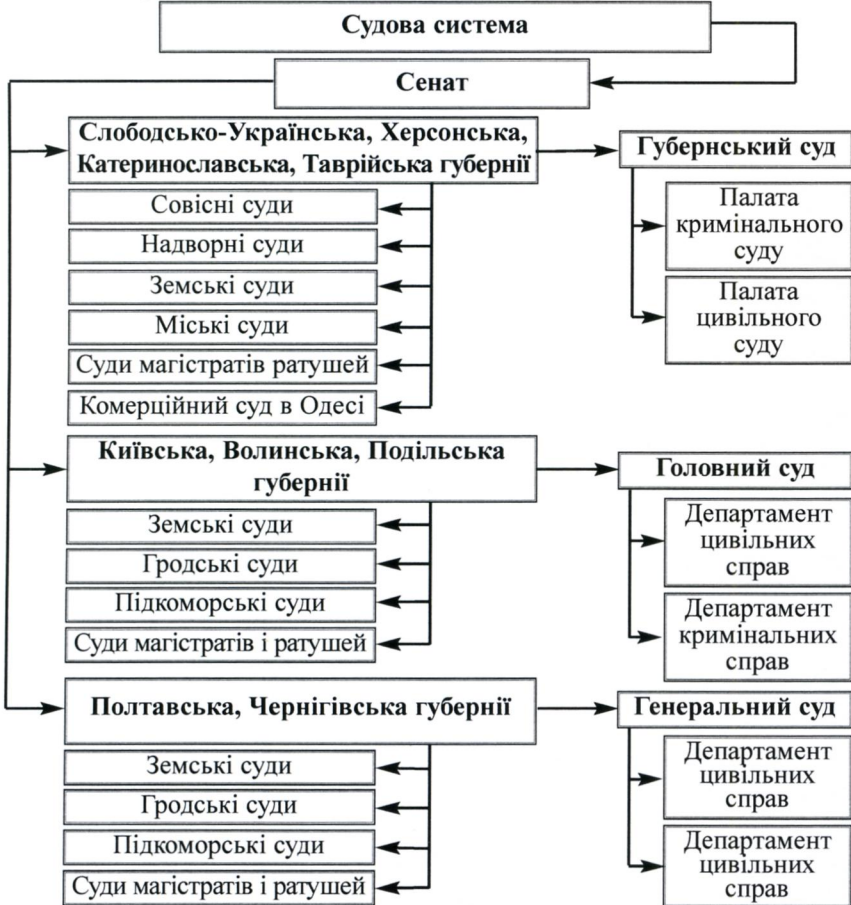 Судова система
Сенат
Слободсько-Українська, Херсонська,
Катеринославська, Таврійська губернії
Губернський суд
Палата
кримінального
суду
Палата
цивільного
суду
Совісні суди
Надворні суди
Земські суди
Міські суди
Суди магістратів ратушей
Комерційний суд в Одесі
Київська, Волинська, Подільська
губернії
Головний суд
Департамент
цивільних
справ
Департамент
кримінальних
справ
Земські суди
Гродські суди
Підкоморські суди
Суди магістратів і ратушей
Полтавська, Чернігівська губернії
Генеральний суд
Департамент
цивільних
справ
Департамент
цивільних
справ
Земські суди
Гродські суди
Підкоморські суди
Суди магістратів і ратушей